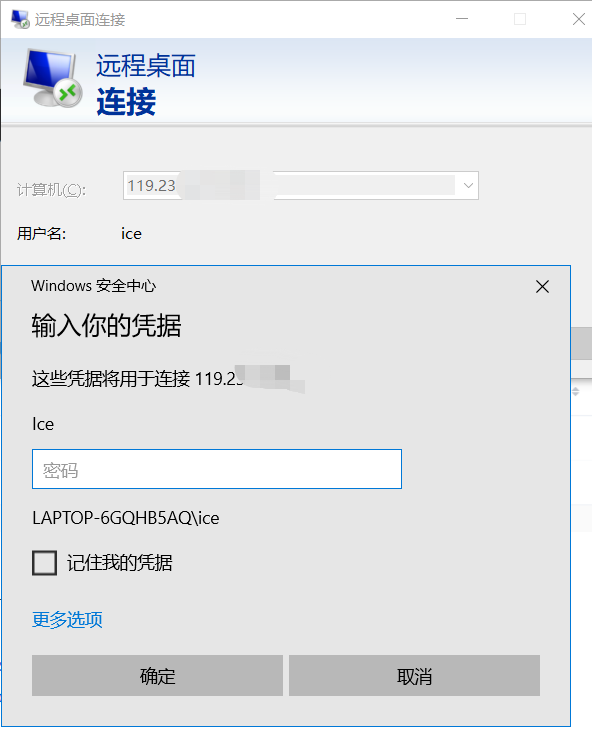 远程桌面连接
远程桌面
连接
计算机(C):
119.23
用户名:
ice
Windows 安全中心
输入你的凭据
这些凭据将用于连接 119.23
Ice
密码
LAPTOP-6GQHB5AQ\ice
记住我的凭据
更多选项
确定
取消